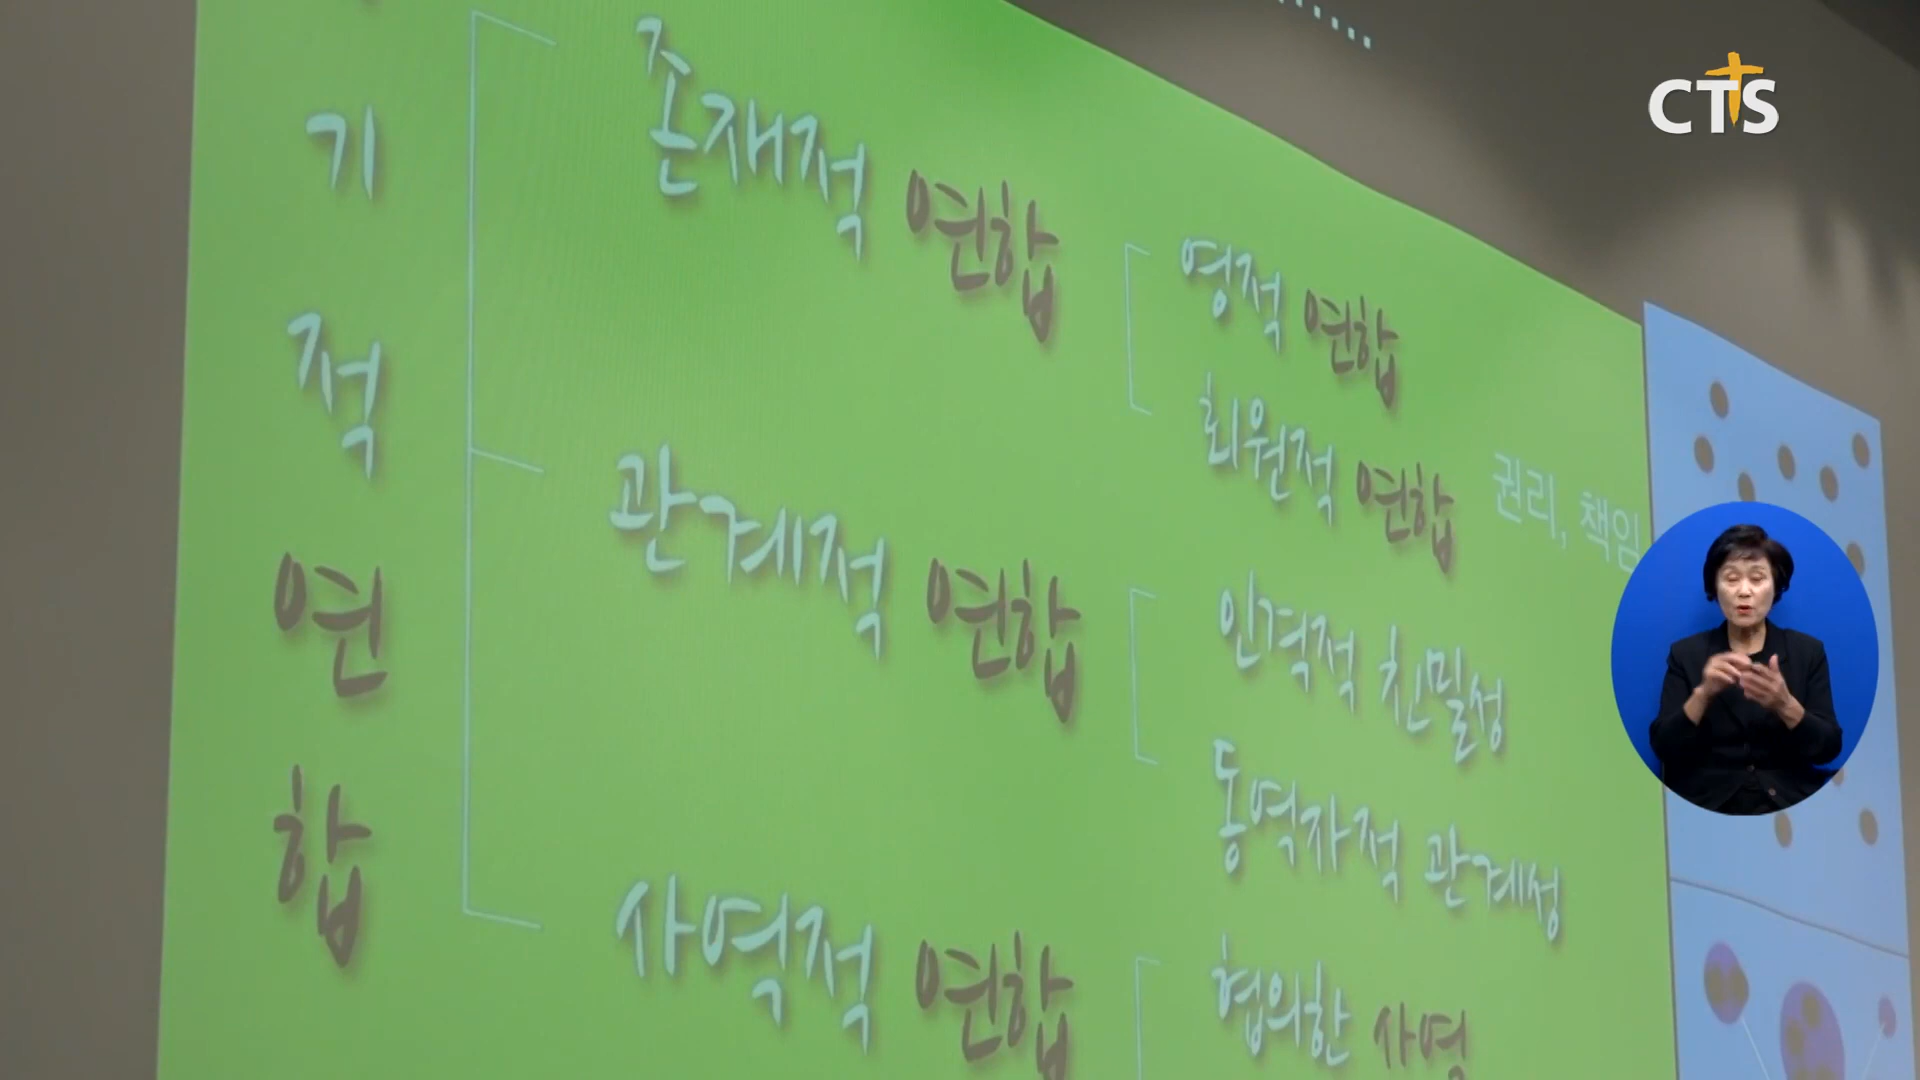 CTS
기
적
연
합
존재적 연합
영적 연합
회원적 연합 권리, 책임
관계적 연합
인격적 친밀성
동역자적 관계성
사역적 연합
협의한 사명